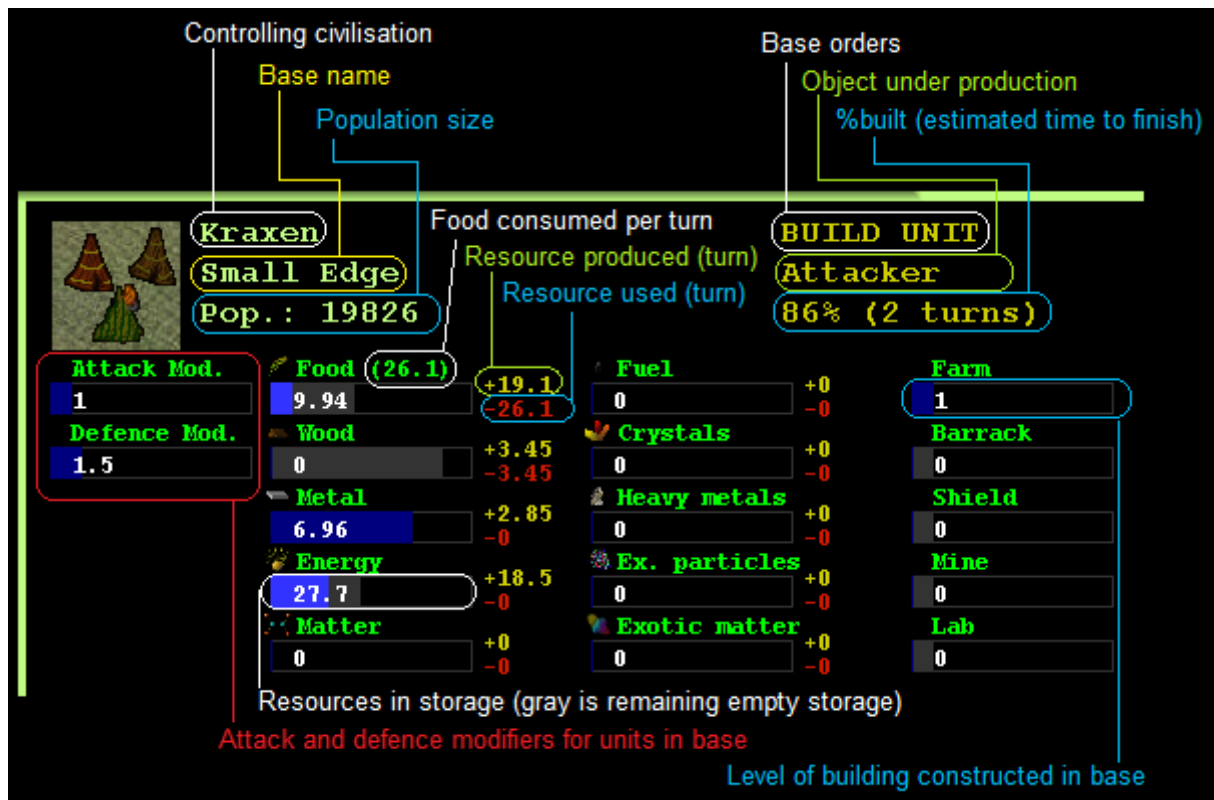 Controlling civilisation
Base orders
Base name
Object under production
Population size
%built (estimated time to finish)
Kraxen
Food consumed per turn
BUILD UNIT
Small Edge
Resource produced (turn)
Attacker
Pop.: 19826
Resource used (turn)
86% (2 turns)
Attack Mod.
1
Defence Mod.
1.5
Food (26.1)
9.94
+19.1
-26.1
Wood
0
+3.45
-3.45
Metal
6.96
+2.85
-0
Energy
27.7
+18.5
-0
Matter
0
+0
-0
Fuel
0
+0
-0
Crystals
0
+0
-0
Heavy metals
0
+0
-0
Ex. particles
0
+0
-0
Exotic matter
0
+0
-0
Farm
1
Barrack
0
Shield
0
Mine
0
Lab
0
Resources in storage (gray is remaining empty storage)
Attack and defence modifiers for units in base
Level of building constructed in base